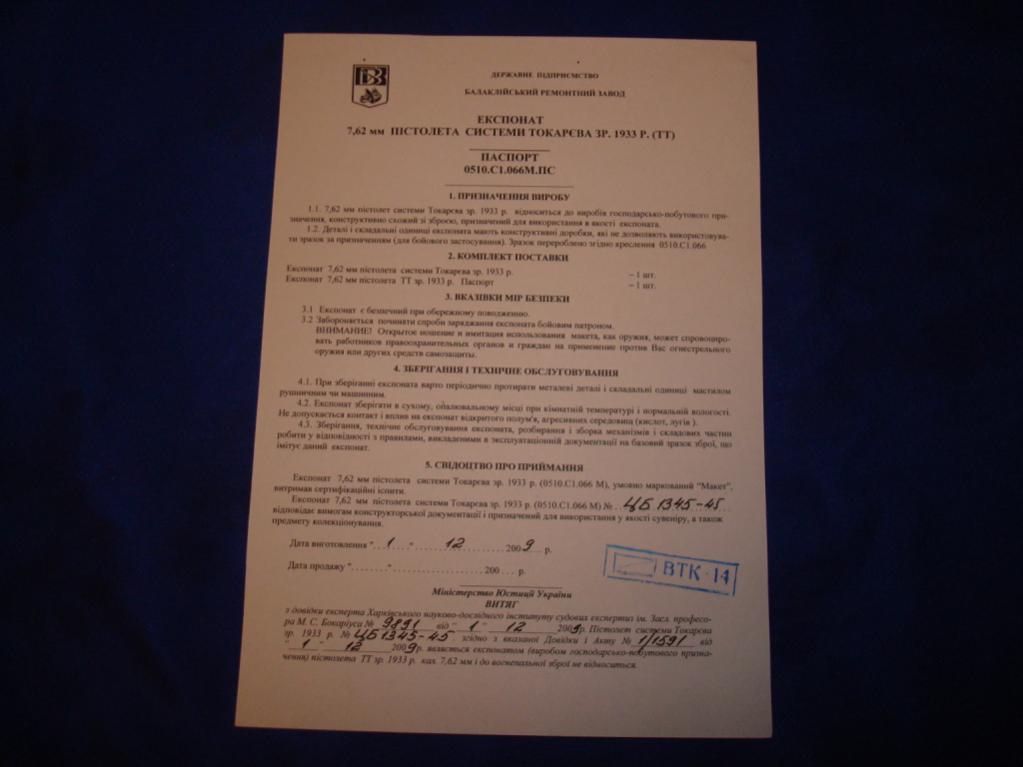 ДЕРЖАВНЕ ПІДПРИЄМСТВО
БАЛАКЛІЙСЬКИЙ РЕМОНТНИЙ ЗАВОД
ЕКСПОНАТ
7,62 мм ПІСТОЛЕТА СИСТЕМИ ТОКАРЄВА ЗР. 1933 Р. (ТТ)
ПАСПОРТ
0510.С1.066М.ПС
1. ПРИЗНАЧЕННЯ ВИРОБУ
1.1. 7,62 мм пістолет системи Токарєва зр. 1933 р. відноситься до виробів господарсько-побутового при-
значення, конструктивно схожий зі зброєю, призначений для використання в якості експоната.
1.2. Деталі і складальні одиниці експоната мають конструктивні доробки, які не дозволяють використовува-
ти зразок за призначенням (для бойового застосування). Зразок перероблено згідно креслення 0510.С1.066
2. КОМПЛЕКТ ПОСТАВКИ
Експонат 7,62 мм пістолета системи Токарєва зр. 1933 р. – 1 шт.
Експонат 7,62 мм пістолета ТТ зр. 1933 р. Паспорт – 1 шт.
3. ВКАЗІВКИ МІР БЕЗПЕКИ
3.1 Експонат є безпечний при обережному поводженню.
3.2 Забороняється починати спроби заряджання експоната бойовим патроном.
ВНИМАНИЕ! Открытое ношение и имитация использования макета, как оружия, может спровоциро-
вать работников правоохранительных органов и граждан на применение против Вас огнестрельного
оружия или других средств самозащиты.
4. ЗБЕРІГАННЯ І ТЕХНІЧНЕ ОБСЛУГОВУВАННЯ
4.1. При зберіганні експоната варто періодично протирати металеві деталі і складальні одиниці мастилом
рушничним чи машинним.
4.2. Експонат зберігати в сухому, опалювальному місці при кімнатній температурі і нормальній вологості.
Не допускається контакт і вплив на експонат відкритого полум'я, агресивних середовищ (кислот, лугів ).
4.3. Зберігання, технічне обслуговування експоната, розбирання і зборка механізмів і складових частин
робити у відповідності з правилами, викладеними в эксплуатаційній документації на базовий зразок зброї, що
імітує даний експонат.
5. СВІДОЦТВО ПРО ПРИЙМАННЯ
Експонат 7,62 мм пістолета системи Токарєва зр. 1933 р. (0510.С1.066 М), умовно маркований "Макет",
витримав сертифікаційні іспити.
Експонат 7,62 мм пістолета системи Токарєва зр. 1933 р. (0510.С1.066 М) № ЦБ 1345-45
відповідає вимогам конструкторської документації і призначений для використання у якості сувеніру, а також
предмету колекціонування.
Дата виготовлення " 1 " 12 2009 р.
Дата продажу " " 200 р.
ВТК - 14
Міністерство Юстиції України
ВИТЯГ
з довідки експерта Харківського науково-дослідного інституту судових експертиз ім. Засл. професо-
ра М. С. Бокаріуса № 9891 від " 1 " 12 2009р. Пістолет системи Токарєва
зр. 1933 р. № ЦБ1345-45 згідно з вказаної Довідки і Акту № 1/1591 від
" 1 " 12 2009р. являється експонатом (виробом господарсько-побутового призна-
чення) пістолета ТТ зр. 1933 р. кал. 7,62 мм і до вогнепальної зброї не відноситься.